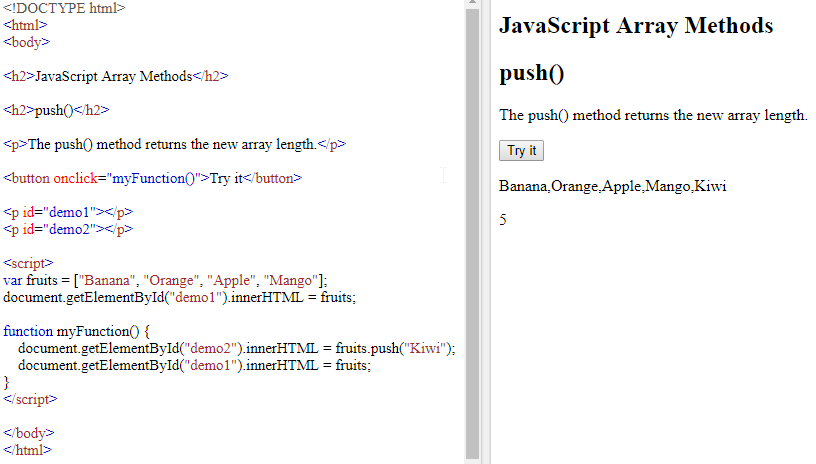 <!DOCTYPE html>
<html>
<body>
<h2>JavaScript Array Methods</h2>
<h2>push()</h2>
<p>The push() method returns the new array length.</p>
<button onclick="myFunction()">Try it</button>
<p id="demo1"></p>
<p id="demo2"></p>
<script>
var fruits = ["Banana", "Orange", "Apple", "Mango"];
document.getElementById("demo1").innerHTML = fruits;
function myFunction() {
    document.getElementById("demo2").innerHTML = fruits.push("Kiwi");
    document.getElementById("demo1").innerHTML = fruits;
}
</script>
</body>
</html>
JavaScript Array Methods
push()
The push() method returns the new array length.
Try it
Banana,Orange,Apple,Mango,Kiwi
5